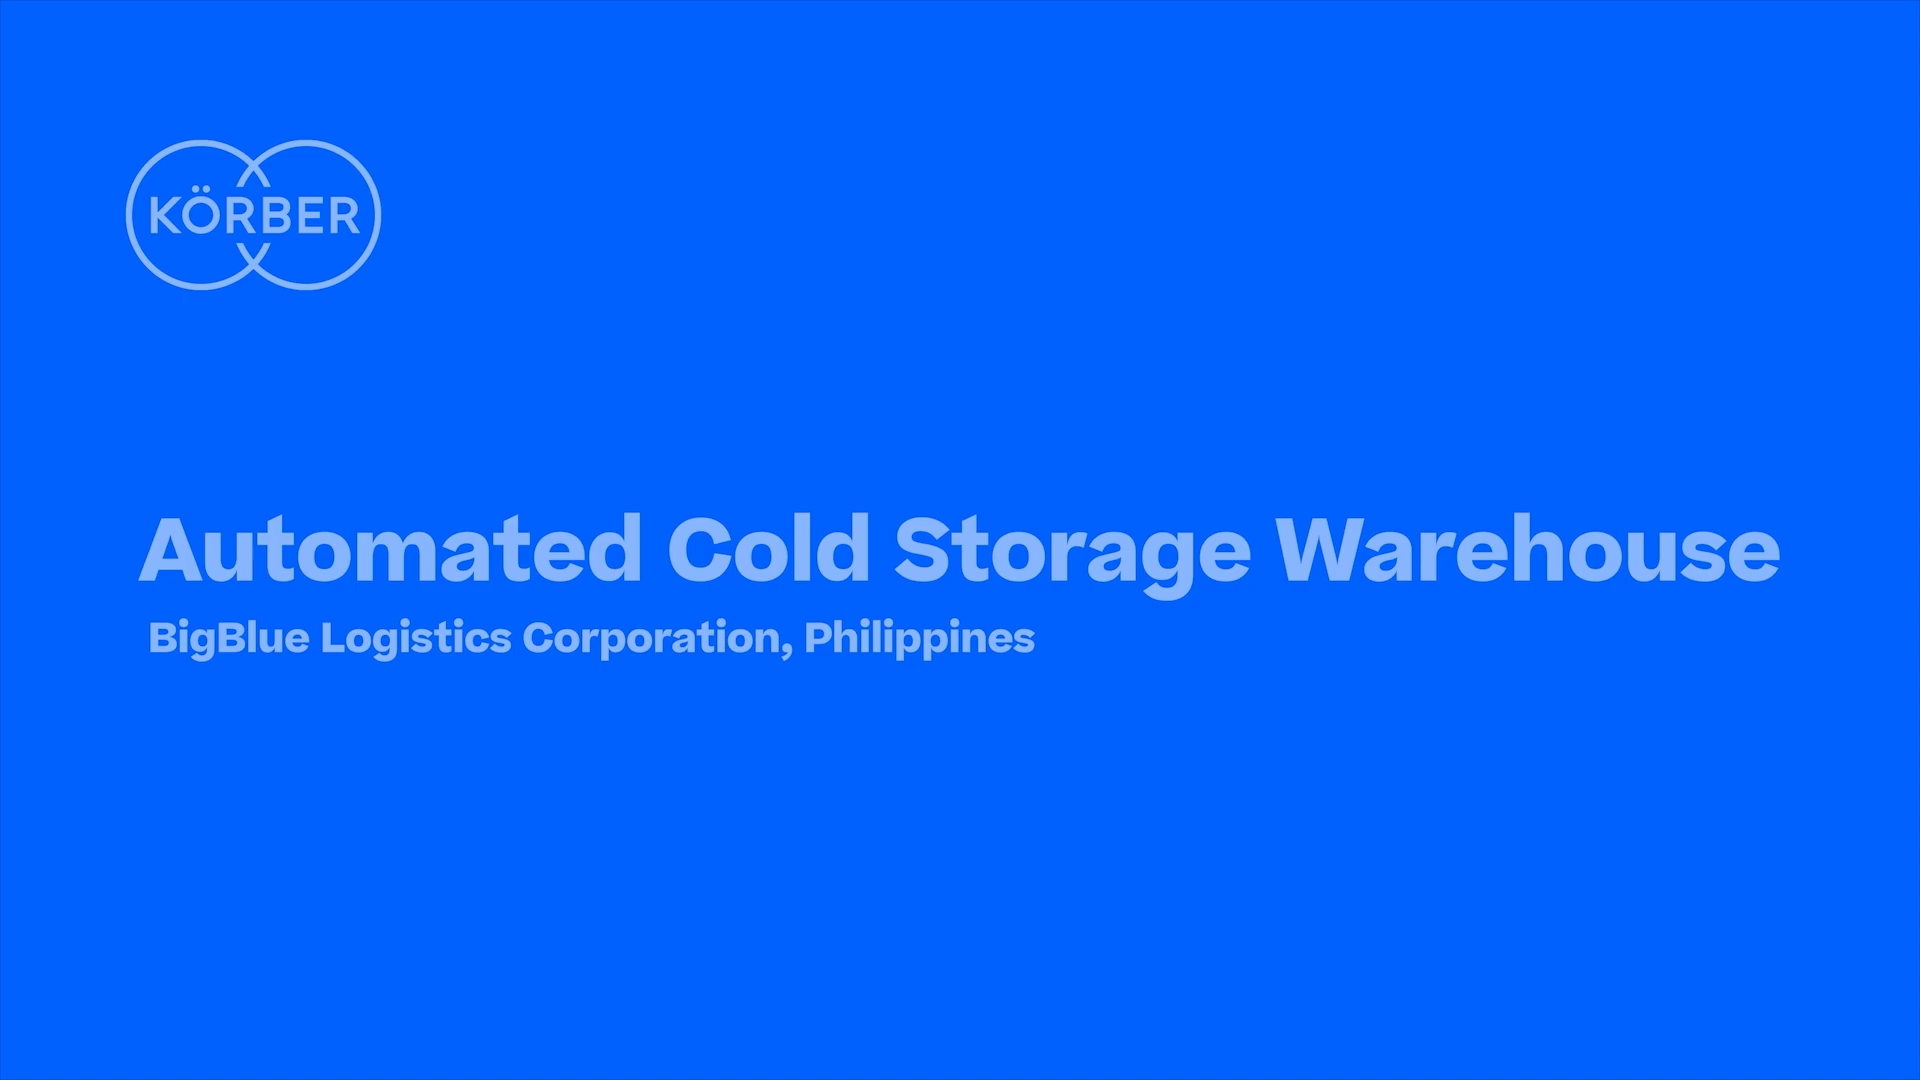 KÖRBER
Automated Cold Storage Warehouse
BigBlue Logistics Corporation, Philippines